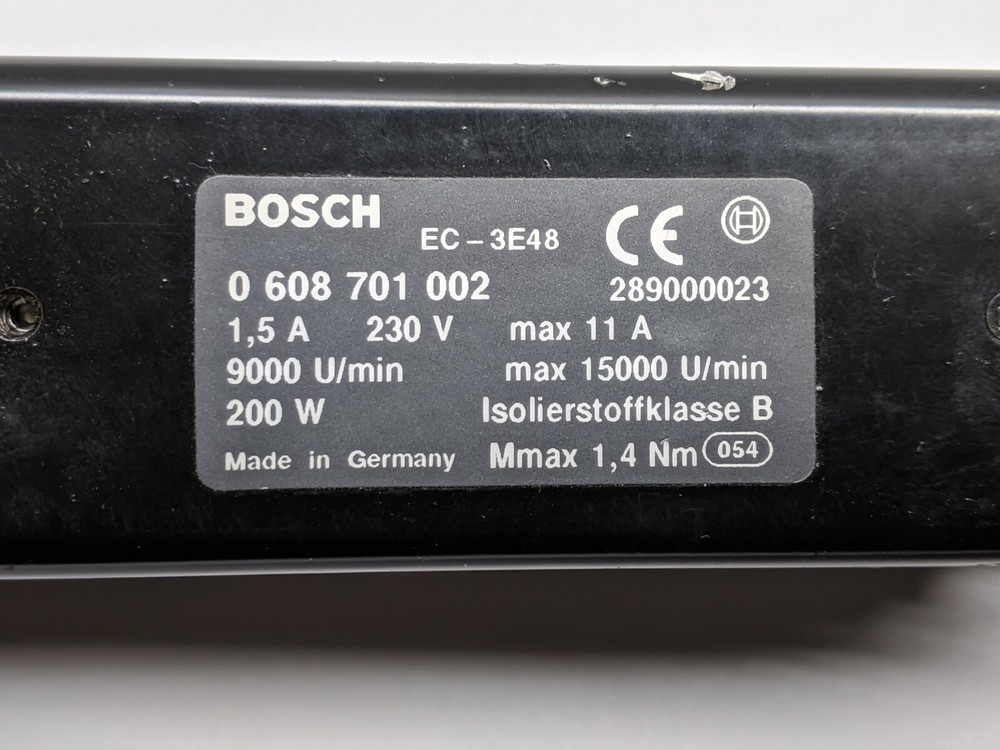 BOSCH
EC – 3E48
CE
0 608 701 002
289000023
1,5 A 230 V max 11 A
9000 U/min max 15000 U/min
200 W Isolierstoffklasse B
Made in Germany Mmax 1,4 Nm 054